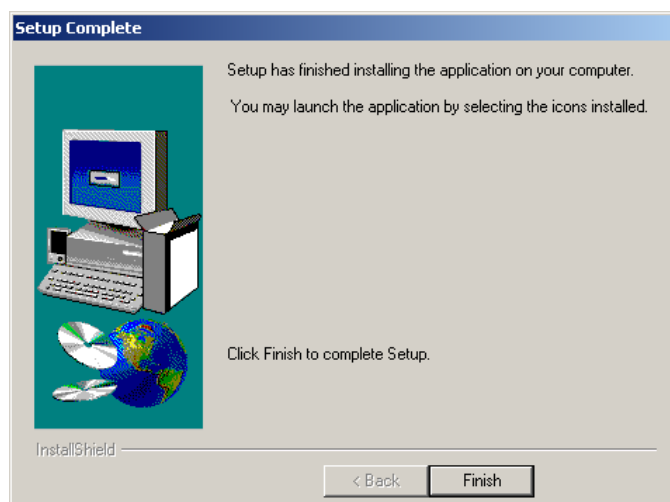 Setup Complete
Setup has finished installing the application on your computer.
You may launch the application by selecting the icons installed.
Click Finish to complete Setup.
InstallShield
< Back
Finish